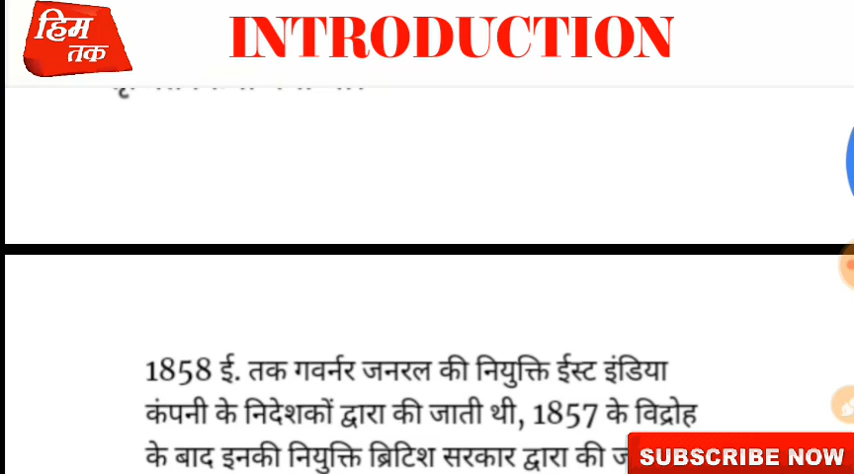 हिम
तक
INTRODUCTION
1858 ई. तक गवर्नर जनरल की नियुक्ति ईस्ट इंडिया
कंपनी के निदेशकों द्वारा की जाती थी, 1857 के विद्रोह
के बाद इनकी नियुक्ति ब्रिटिश सरकार द्वारा की
SUBSCRIBE NOW